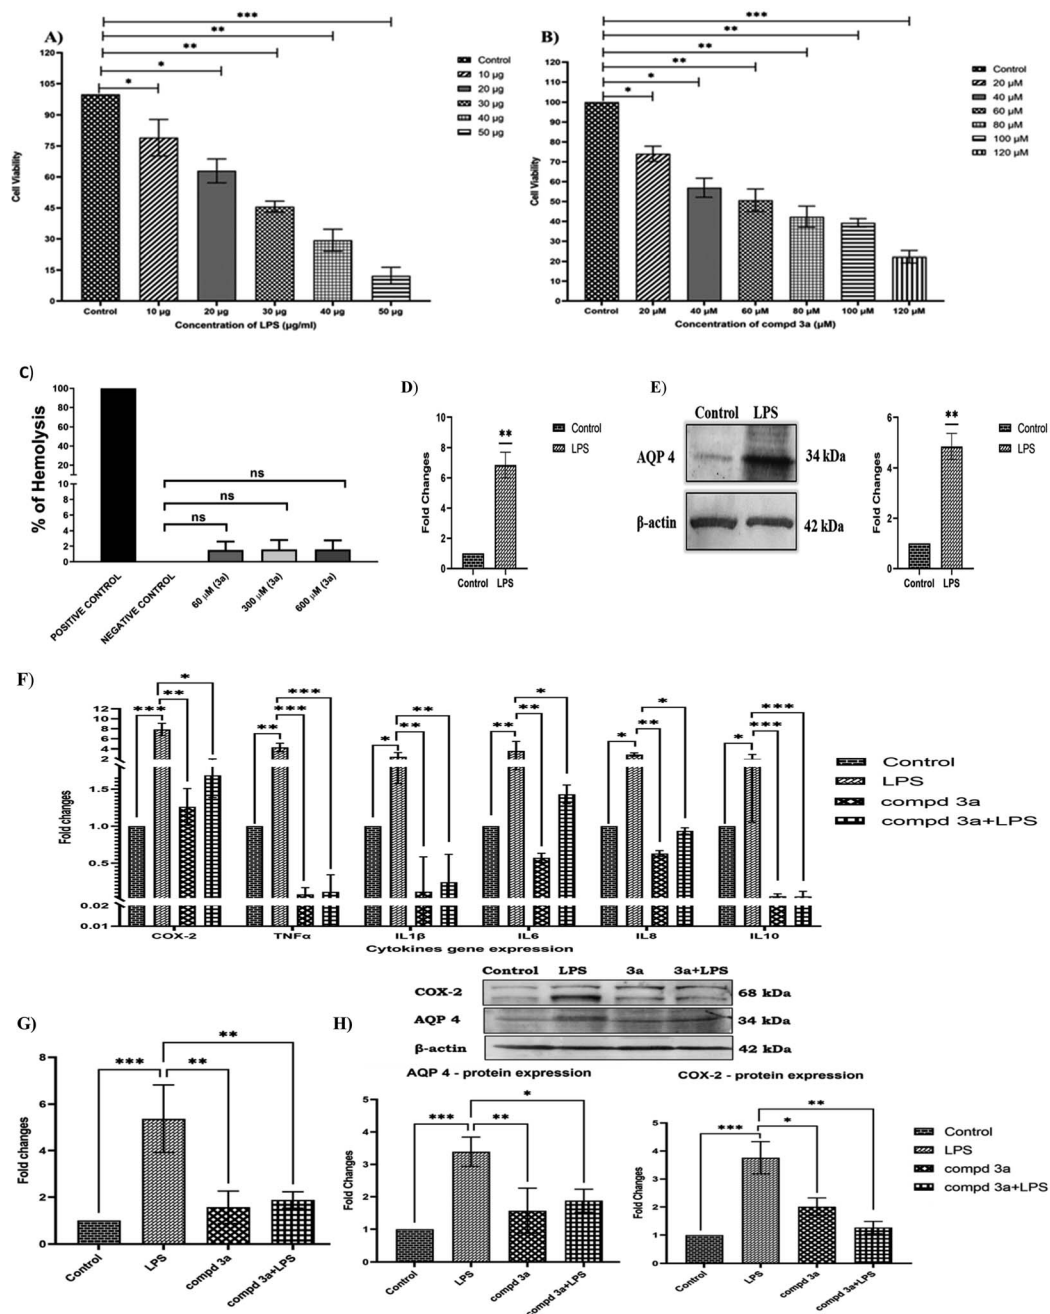 A)
***
**
**
*
*
Cell Viability
120
105
90
75
60
45
30
15
0
Control
10 µg
20 µg
30 µg
40 µg
50 µg
Concentration of LPS (µg/ml)
Control
10 µg
20 µg
30 µg
40 µg
50 µg
B)
***
**
**
**
*
*
Cell Viability
120
110
100
90
80
70
60
50
40
30
20
10
0
Control
20 µM
40 µM
60 µM
80 µM
100 µM
120 µM
Concentration of compd 3a (µM)
Control
20 µM
40 µM
60 µM
80 µM
100 µM
120 µM
C)
% of Hemolysis
100
80
60
40
20
10
8
6
4
2
0
ns
ns
ns
POSITIVE CONTROL
NEGATIVE CONTROL
60 µM (3a)
300 µM (3a)
600 µM (3a)
D)
Fold Changes
10
8
6
4
2
0
**
Control
LPS
Control
LPS
E)
Control LPS
AQP 4
34 kDa
β-actin
42 kDa
Fold Changes
6
4
2
0
**
Control
LPS
Control
LPS
F)
Fold changes
12
10
8
6
4
2
1.5
1.0
0.5
0.02
0.01
***
**
*
**
***
***
*
**
**
**
**
*
*
**
*
*
***
***
COX-2
TNFα
IL1β
IL6
IL8
IL10
Cytokines gene expression
Control
LPS
compd 3a
compd 3a+LPS
G)
Fold changes
8
6
4
2
0
***
**
**
Control
LPS
compd 3a
compd 3a+LPS
H)
Control LPS 3a 3a+LPS
COX-2
68 kDa
AQP 4
34 kDa
β-actin
42 kDa
AQP 4 - protein expression
Fold Changes
5
4
3
2
1
0
***
**
*
Control
LPS
compd 3a
compd 3a+LPS
COX-2 - protein expression
Fold Changes
5
4
3
2
1
0
***
*
**
Control
LPS
compd 3a
compd 3a+LPS
Control
LPS
compd 3a
compd 3a+LPS